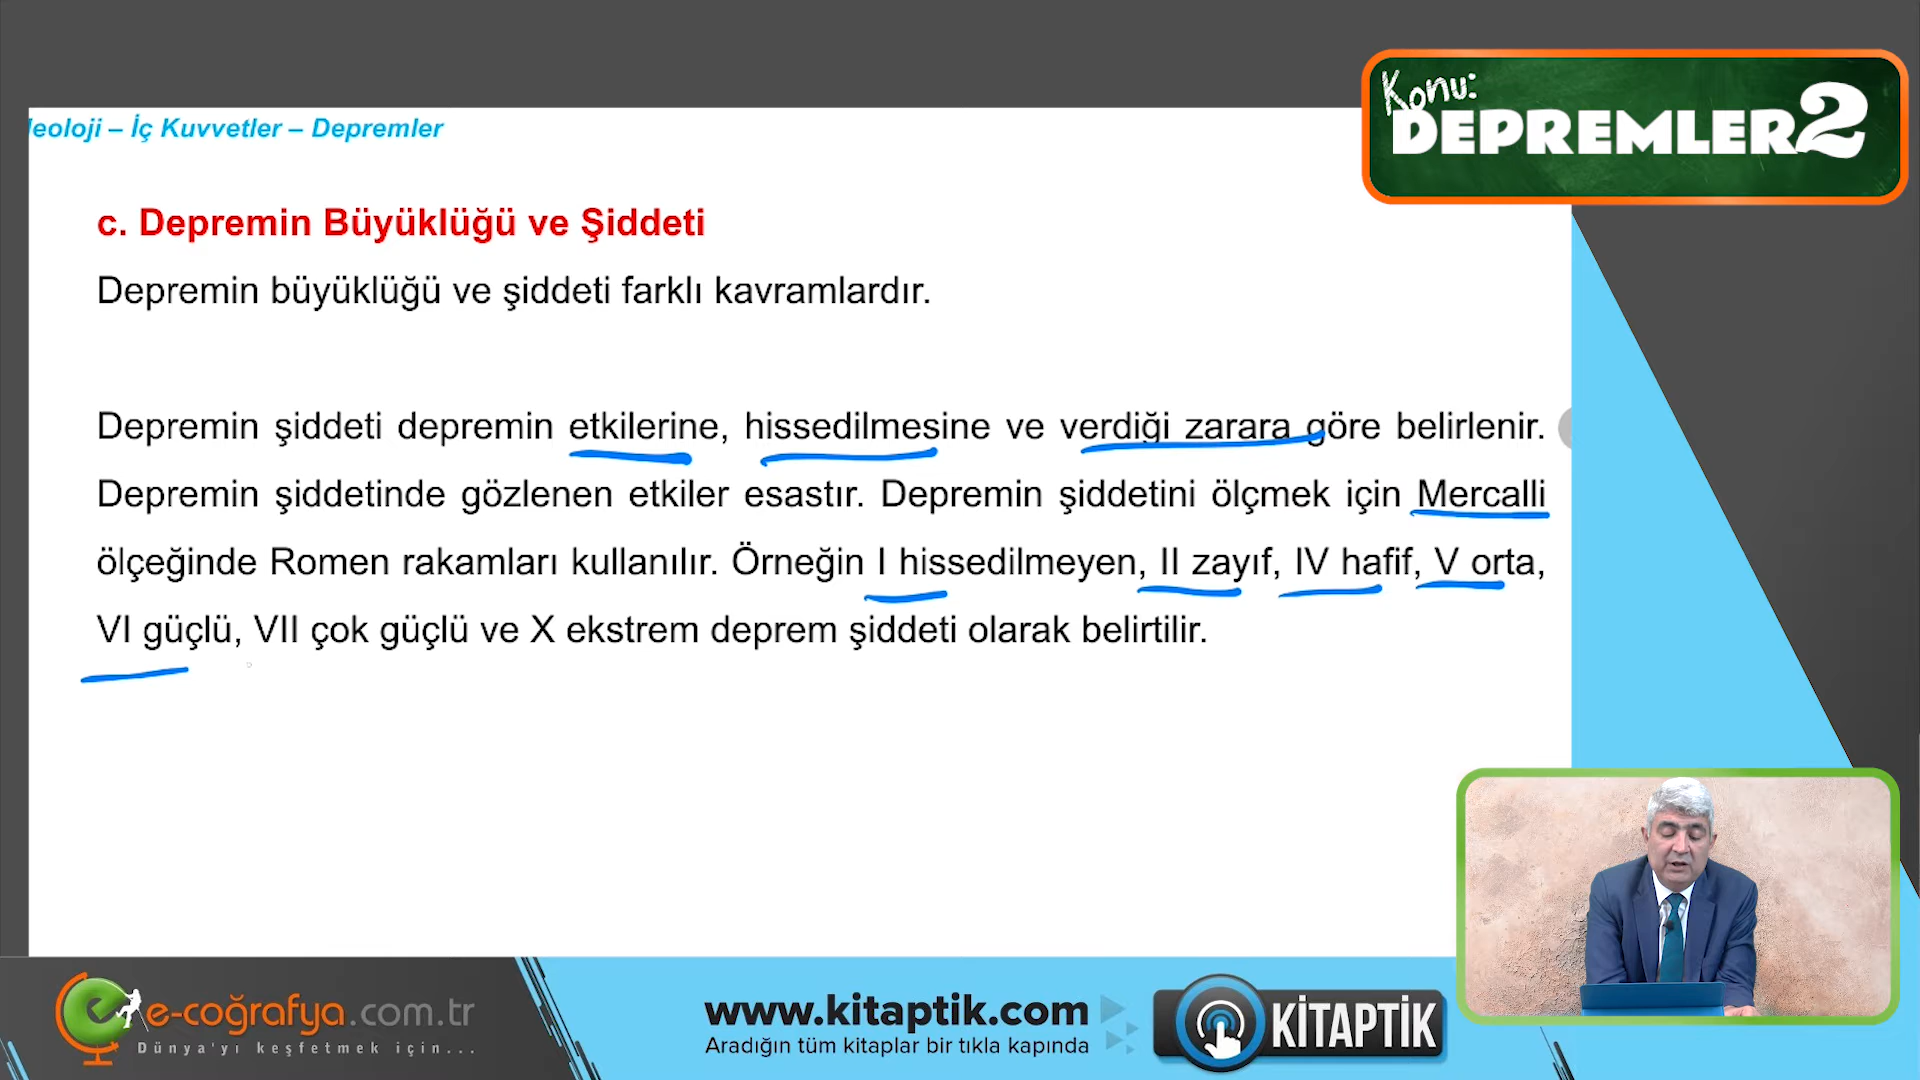 Konu:
DEPREMLER 2
eoloji – İç Kuvvetler – Depremler
c. Depremin Büyüklüğü ve Şiddeti
Depremin büyüklüğü ve şiddeti farklı kavramlardır.
Depremin şiddeti depremin etkilerine, hissedilmesine ve verdiği zarara göre belirlenir.
Depremin şiddetinde gözlenen etkiler esastır. Depremin şiddetini ölçmek için Mercalli
ölçeğinde Romen rakamları kullanılır. Örneğin I hissedilmeyen, II zayıf, IV hafif, V orta,
VI güçlü, VII çok güçlü ve X ekstrem deprem şiddeti olarak belirtilir.
e-coğrafya.com.tr
Dünya'yı keşfetmek için...
www.kitaptik.com
Aradığın tüm kitaplar bir tıkla kapında
KİTAPTIK